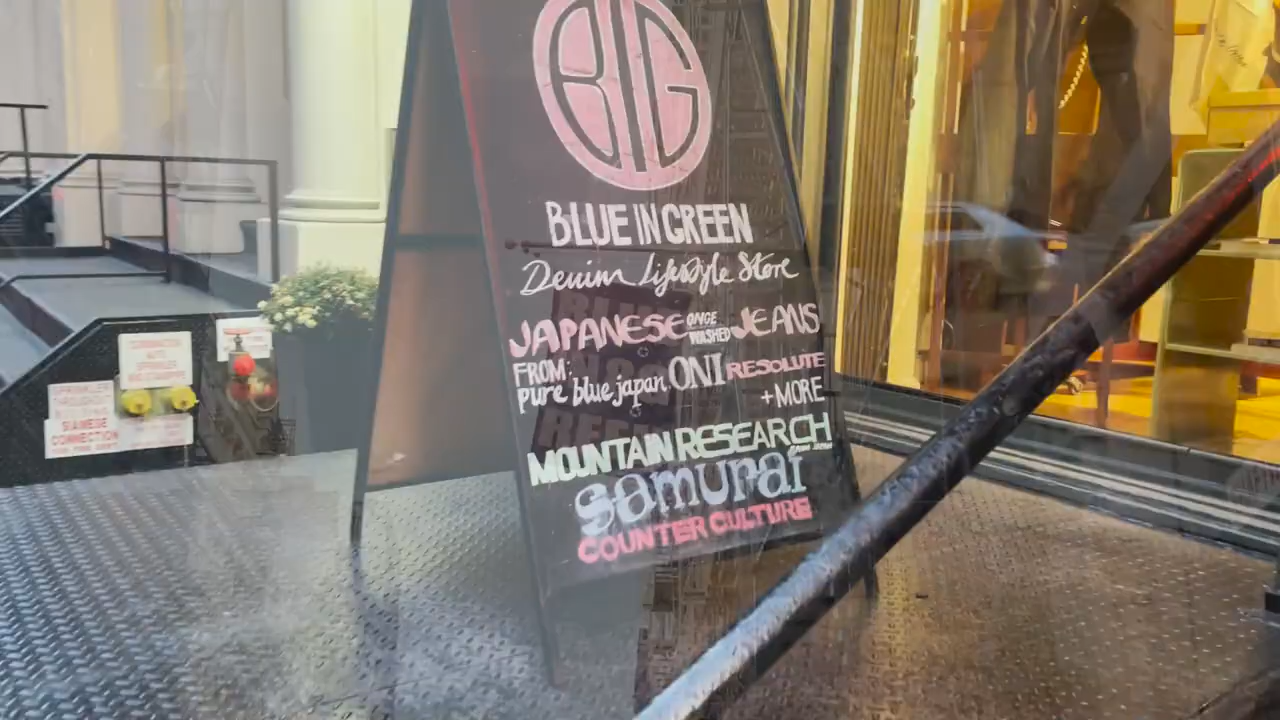 BIG
BLUE IN GREEN
Denim Lifestyle Store
JAPANESE ONCE WASHED JEANS
FROM:
pure blue japan ONI RESOLUTE
+MORE
MOUNTAIN RESEARCH
Samurai
COUNTER CULTURE
SIAMESE
CONNECTION